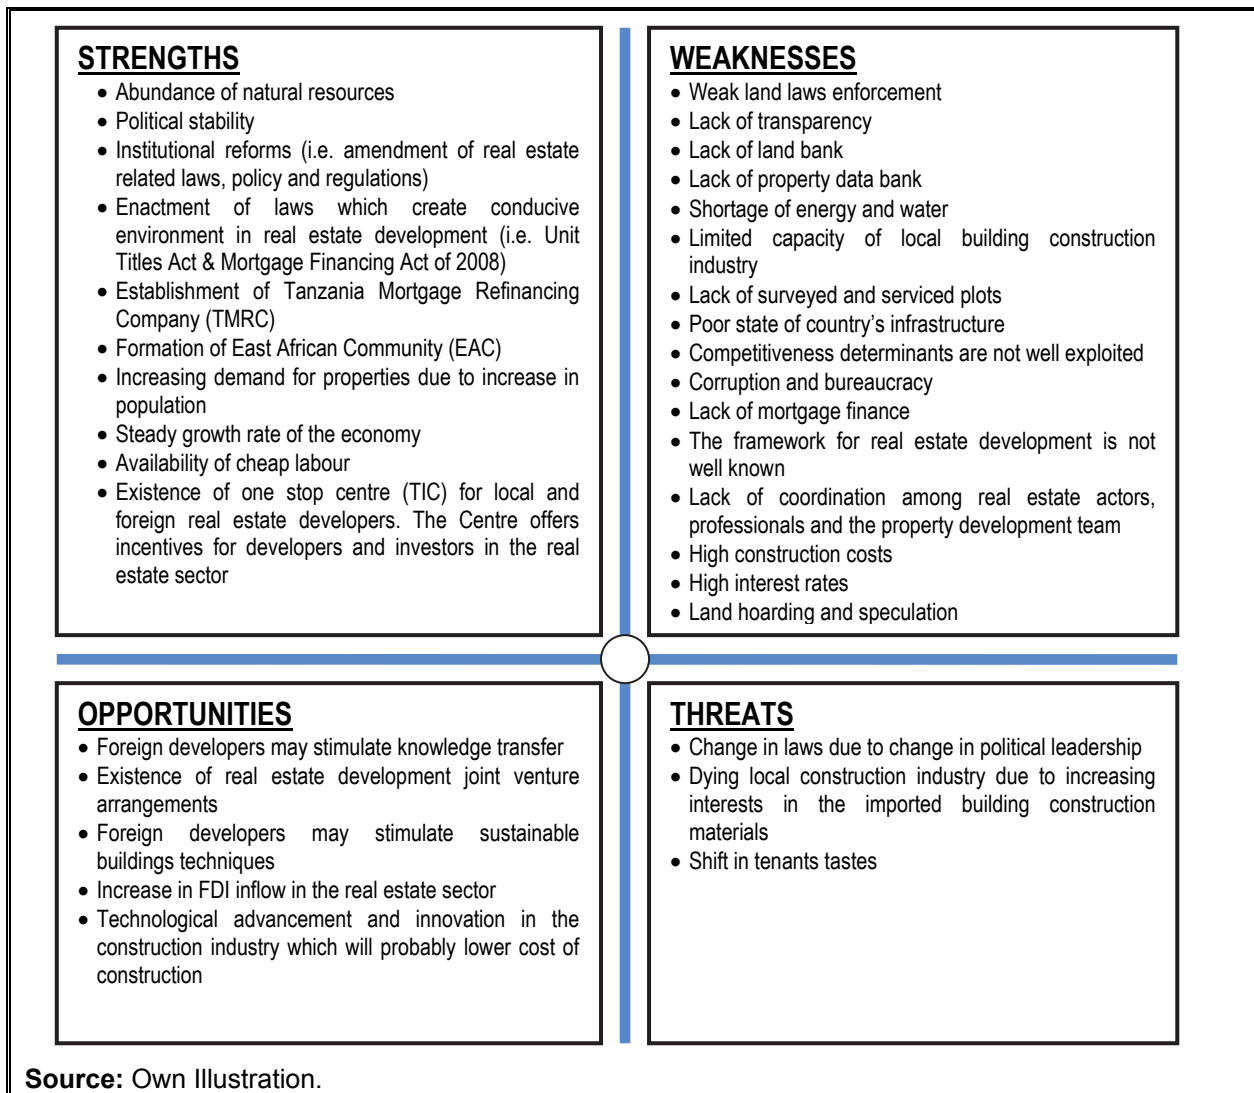 STRENGTHS
• Abundance of natural resources
• Political stability
• Institutional reforms (i.e. amendment of real estate
related laws, policy and regulations)
• Enactment of laws which create conducive
environment in real estate development (i.e. Unit
Titles Act & Mortgage Financing Act of 2008)
• Establishment of Tanzania Mortgage Refinancing
Company (TMRC)
• Formation of East African Community (EAC)
• Increasing demand for properties due to increase in
population
• Steady growth rate of the economy
• Availability of cheap labour
• Existence of one stop centre (TIC) for local and
foreign real estate developers. The Centre offers
incentives for developers and investors in the real
estate sector
WEAKNESSES
• Weak land laws enforcement
• Lack of transparency
• Lack of land bank
• Lack of property data bank
• Shortage of energy and water
• Limited capacity of local building construction
industry
• Lack of surveyed and serviced plots
• Poor state of country's infrastructure
• Competitiveness determinants are not well exploited
• Corruption and bureaucracy
• Lack of mortgage finance
• The framework for real estate development is not
well known
• Lack of coordination among real estate actors,
professionals and the property development team
• High construction costs
• High interest rates
• Land hoarding and speculation
OPPORTUNITIES
• Foreign developers may stimulate knowledge transfer
• Existence of real estate development joint venture
arrangements
• Foreign developers may stimulate sustainable
buildings techniques
• Increase in FDI inflow in the real estate sector
• Technological advancement and innovation in the
construction industry which will probably lower cost of
construction
THREATS
• Change in laws due to change in political leadership
• Dying local construction industry due to increasing
interests in the imported building construction
materials
• Shift in tenants tastes
Source: Own Illustration.